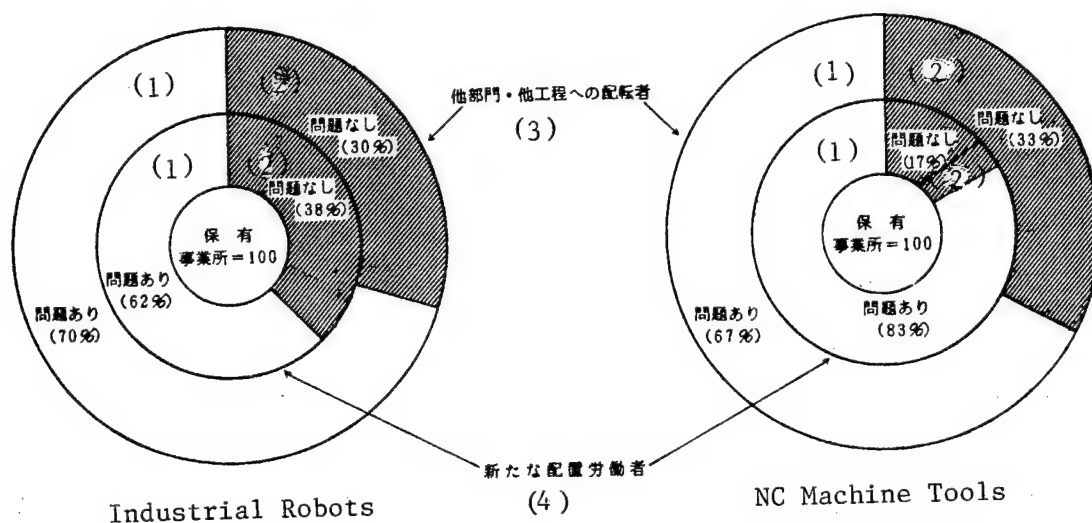 (1)
(2)
問題なし
(30%)
(1)
(2)
問題なし
(38%)
保有
事業所=100
問題あり
(62%)
問題あり
(70%)
Industrial Robots
他部門・他工程への配転者
(3)
新たな配置労働者
(4)
(1)
(2)
問題なし
(33%)
(1)
問題なし
(17%)
(2)
保有
事業所=100
問題あり
(83%)
問題あり
(67%)
NC Machine Tools